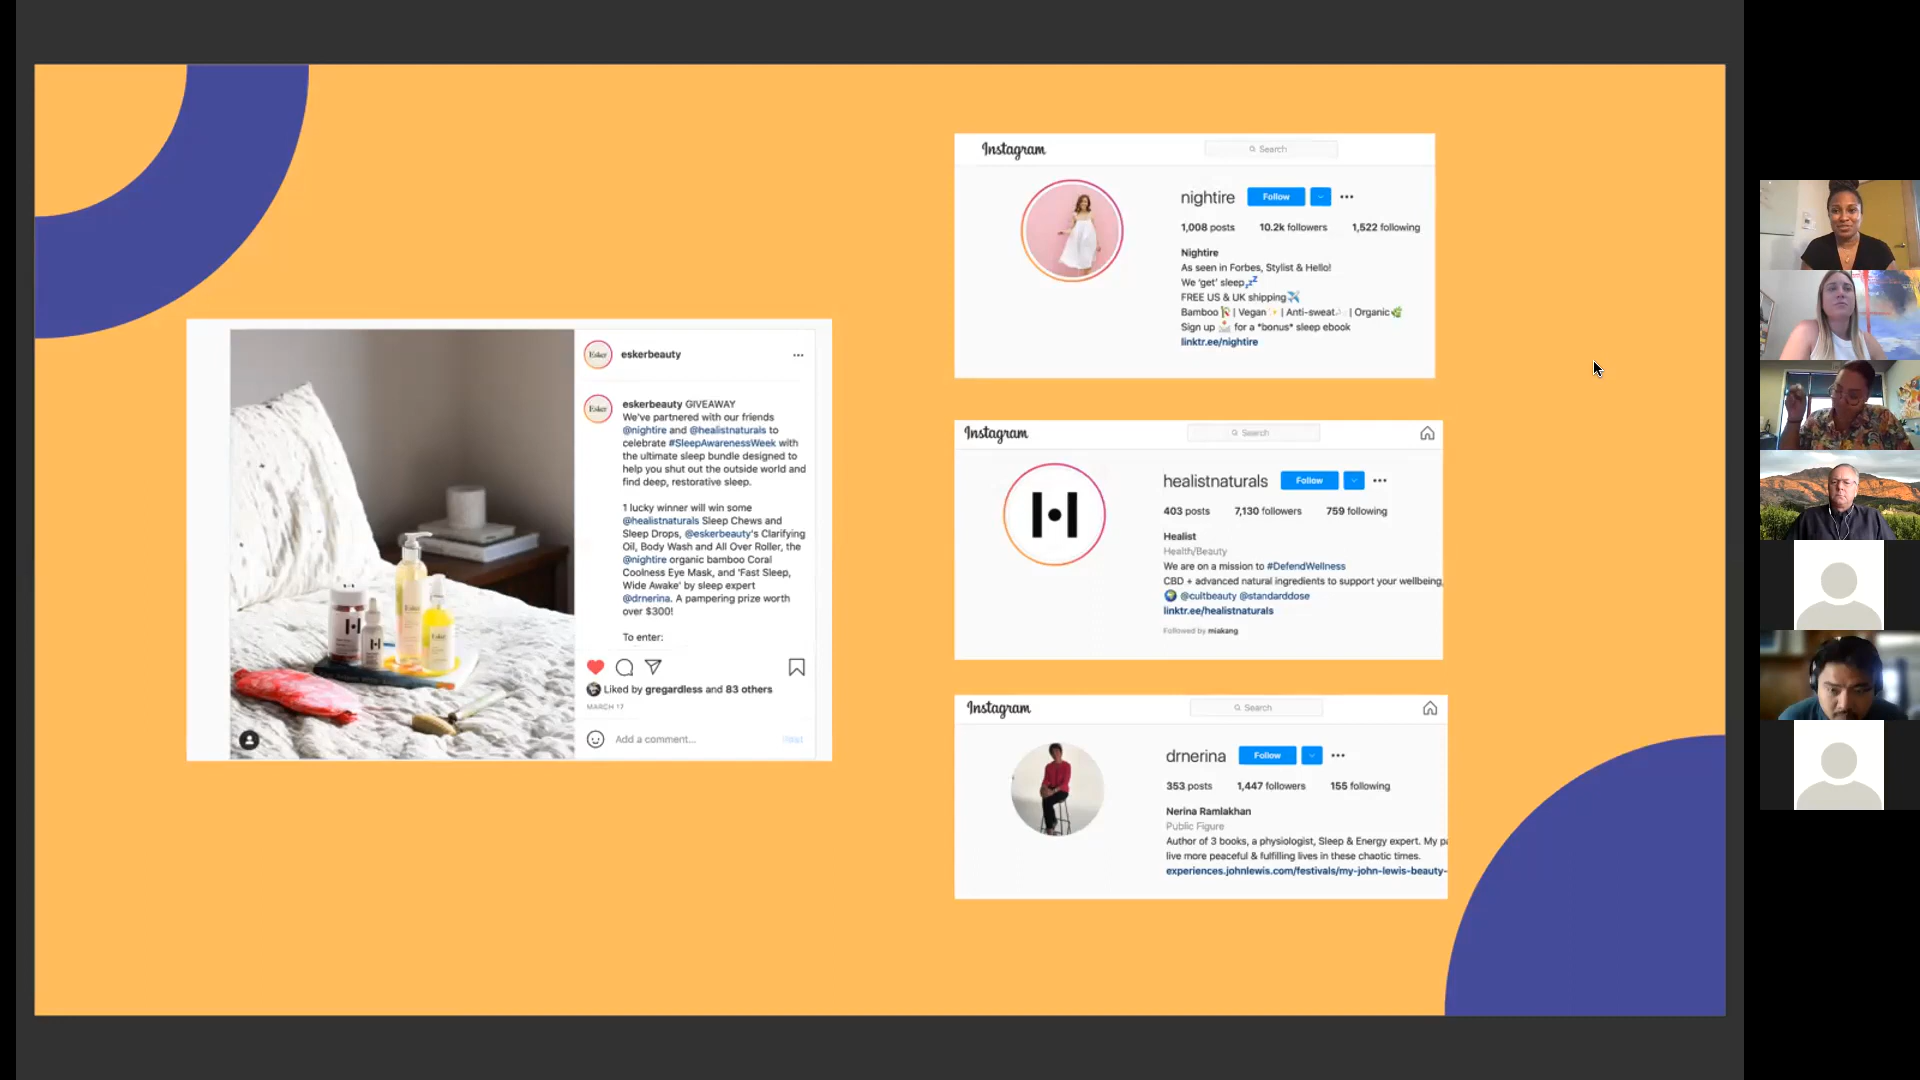 Esker
eskerbeauty
Esker
eskerbeauty GIVEAWAY
We've partnered with our friends
@nightire and @healistnaturals to
celebrate #SleepAwarenessWeek with
the ultimate sleep bundle designed to
help you shut out the outside world and
find deep, restorative sleep.
1 lucky winner will win some
@healistnaturals Sleep Chews and
Sleep Drops, @eskerbeauty's Clarifying
Oil, Body Wash and All Over Roller, the
@nightire organic bamboo Coral
Coolness Eye Mask, and 'Fast Sleep,
Wide Awake' by sleep expert
@drnerina. A pampering prize worth
over $300!
To enter:
Liked by gregardless and 83 others
MARCH 17
Add a comment...
Post
Instagram
Search
nightire
Follow
1,008 posts 10.2k followers 1,522 following
Nightire
As seen in Forbes, Stylist & Hello!
We 'get' sleep💤
FREE US & UK shipping✈️
Bamboo | Vegan | Anti-sweat | Organic🌿
Sign up for a *bonus* sleep ebook
linktr.ee/nightire
Instagram
Search
healistnaturals
Follow
403 posts 7,130 followers 759 following
Healist
Health/Beauty
We are on a mission to #DefendWellness
CBD + advanced natural ingredients to support your wellbeing,
🌍 @cultbeauty @standarddose
linktr.ee/healistnaturals
Followed by miakang
Instagram
Search
drnerina
Follow
353 posts 1,447 followers 155 following
Nerina Ramlakhan
Public Figure
Author of 3 books, a physiologist, Sleep & Energy expert. My pa
live more peaceful & fulfilling lives in these chaotic times.
experiences.johnlewis.com/festivals/my-john-lewis-beauty-